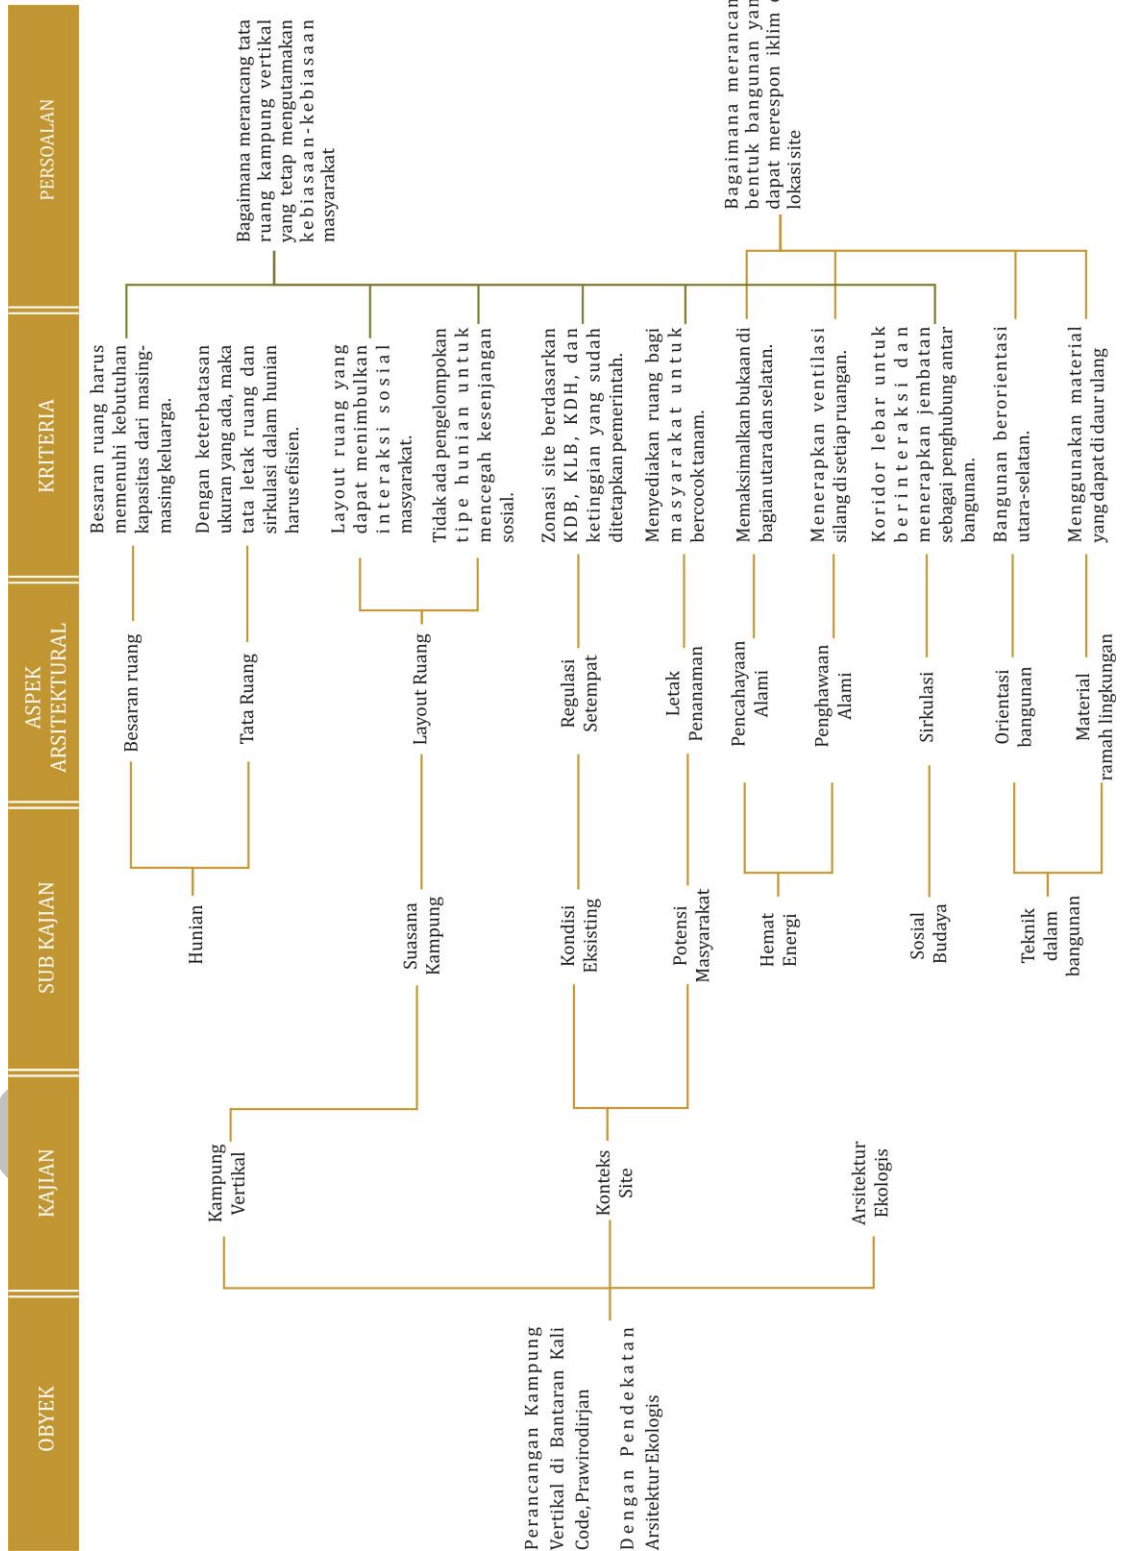 OBYEK
KAJIAN
SUB KAJIAN
ASPEK
ARSITEKTURAL
KRITERIA
PERSOALAN
Perancangan Kampung
Vertikal di Bantaran Kali
Code, Prawirodirjan
Dengan Pendekatan
Arsitektur Ekologis
Kampung
Vertikal
Konteks
Site
Arsitektur
Ekologis
Hunian
Suasana
Kampung
Kondisi
Eksisting
Potensi
Masyarakat
Hemat
Energi
Sosial
Budaya
Teknik
dalam
bangunan
Besaran ruang
Tata Ruang
Layout Ruang
Regulasi
Setempat
Letak
Penanaman
Pencahayaan
Alami
Penghawaan
Alami
Sirkulasi
Orientasi
bangunan
Material
ramah lingkungan
Besaran ruang harus
memenuhi kebutuhan
kapasitas dari masing-
masing keluarga.
Dengan keterbatasan
ukuran yang ada, maka
tata letak ruang dan
sirkulasi dalam hunian
harus efisien.
Layout ruang yang
dapat menimbulkan
interaksi sosial
masyarakat.
Tidak ada pengelompokan
tipe hunian untuk
mencegah kesenjangan
sosial.
Zonasi site berdasarkan
KDB, KLB, KDH, dan
ketinggian yang sudah
ditetapkan pemerintah.
Menyediakan ruang bagi
masyarakat untuk
bercocok tanam.
Memaksimalkan bukaan di
bagian utara dan selatan.
Menerapkan ventilasi
silang di setiap ruangan.
Koridor lebar untuk
berinteraksi dan
menerapkan jembatan
sebagai penghubung antar
bangunan.
Bangunan berorientasi
utara-selatan.
Menggunakan material
yang dapat di daur ulang
Bagaimana merancang tata
ruang kampung vertikal
yang tetap mengutamakan
kebiasaan-kebiasaan
masyarakat
Bagaimana merancan
bentuk bangunan yan
dapat merespon iklim
lokasi site